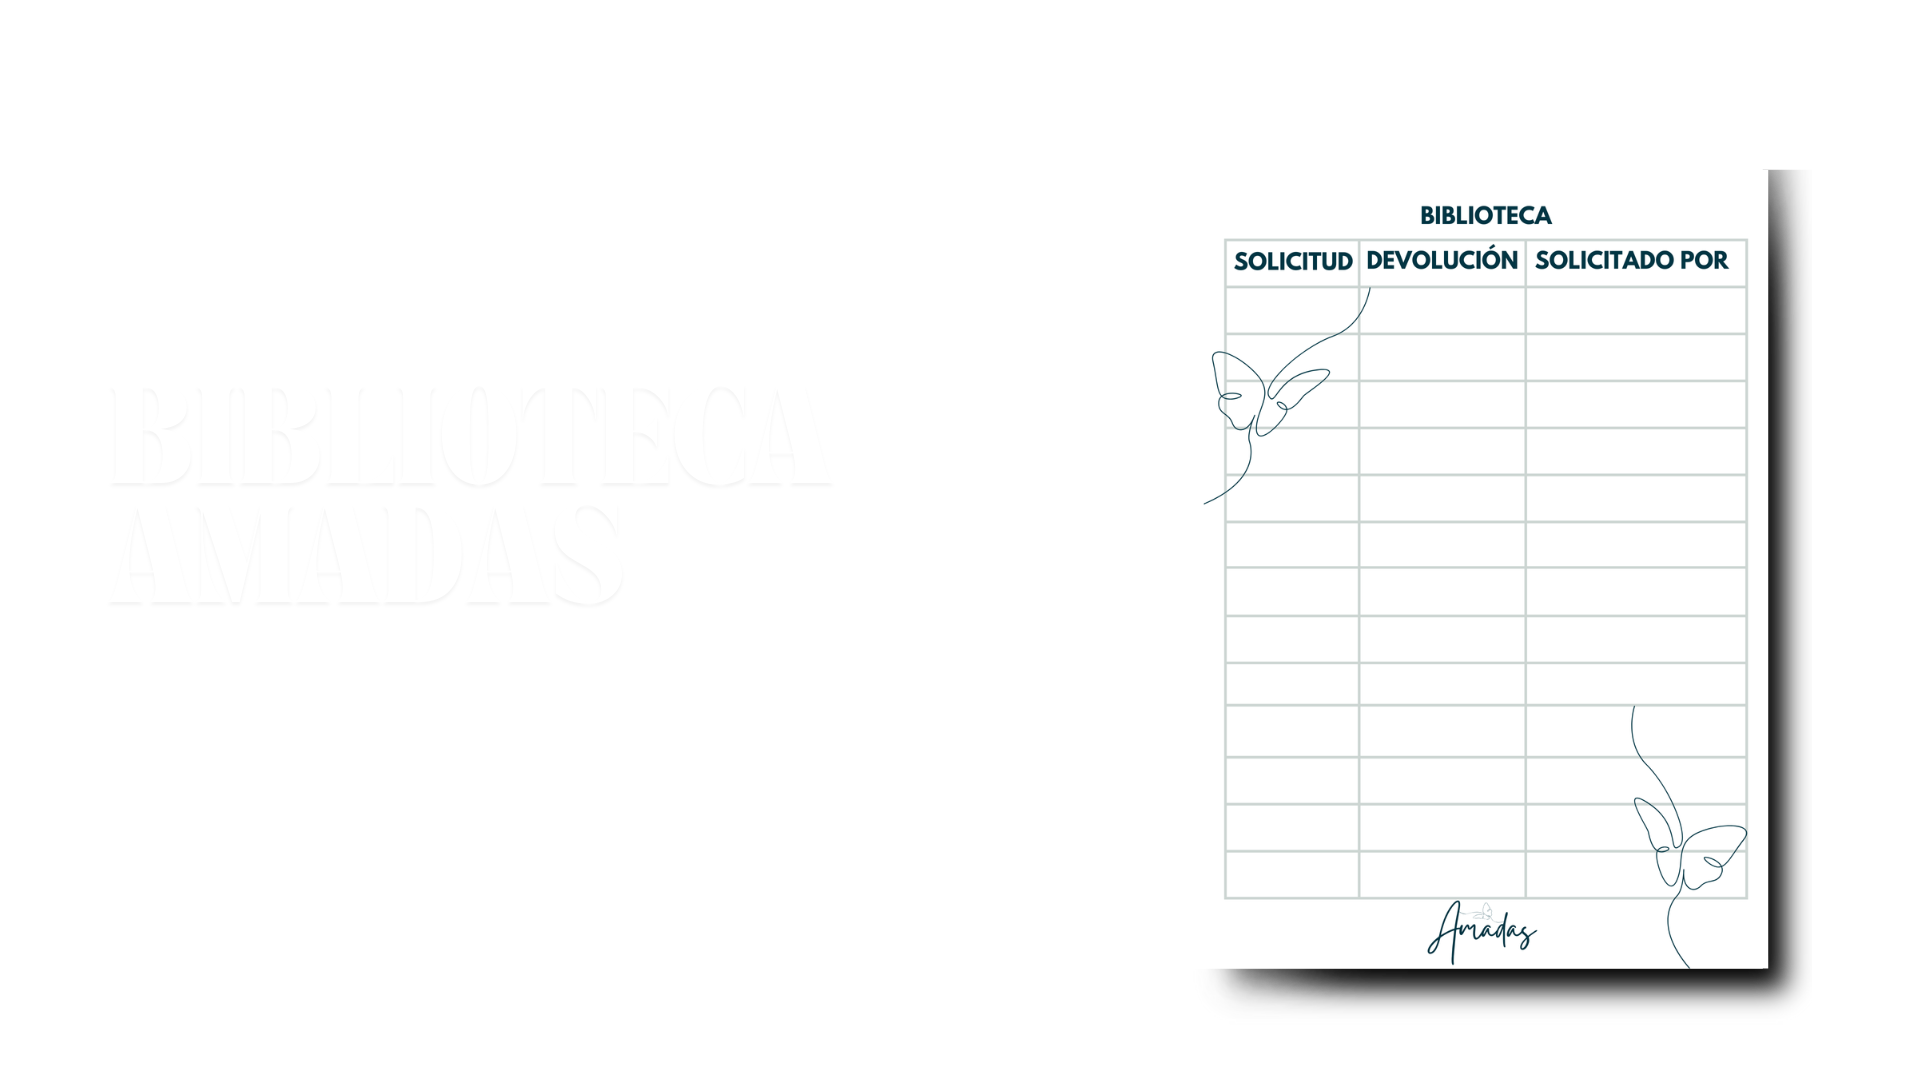 BIBLIOTECA
AMADAS
BIBLIOTECA
SOLICITUD DEVOLUCIÓN SOLICITADO POR
Amadas